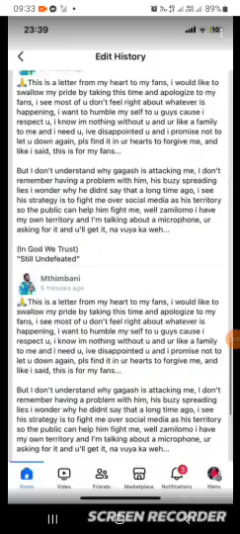 09:33
89%
23:39
Edit History
🙏This is a letter from my heart to my fans, i would like to
swallow my pride by taking this time and apologize to my
fans, i see most of u don't feel right about whatever is
happening, i want to humble my self to u guys cause i
respect u, i know im nothing without u and ur like a family
to me and i need u, ive disappointed u and i promise not to
let u down again, pls find it in ur hearts to forgive me, and
like i said, this is for my fans...
But I don't understand why gagash is attacking me, I don't
remember having a problem with him, his buzy spreading
lies i wonder why he didnt say that a long time ago, i see
his strategy is to fight me over social media as his territory
so the public can help him fight me, well zamilomo i have
my own territory and I'm talking about a microphone, ur
asking for it and u'll get it, na vuya ka weh...
(In God We Trust)
"Still Undefeated"
Mthimbani
5 minutes ago
🙏This is a letter from my heart to my fans, i would like to
swallow my pride by taking this time and apologize to my
fans, i see most of u don't feel right about whatever is
happening, i want to humble my self to u guys cause i
respect u, i know im nothing without u and ur like a family
to me and i need u, ive disappointed u and i promise not to
let u down again, pls find it in ur hearts to forgive me, and
like i said, this is for my fans...
But I don't understand why gagash is attacking me, I don't
remember having a problem with him, his buzy spreading
lies i wonder why he didnt say that a long time ago, i see
his strategy is to fight me over social media as his territory
so the public can help him fight me, well zamilomo i have
my own territory and I'm talking about a microphone, ur
asking for it and u'll get it, na vuya ka weh...
Home Video Friends Marketplace Notifications Menu
SCREEN RECORDER